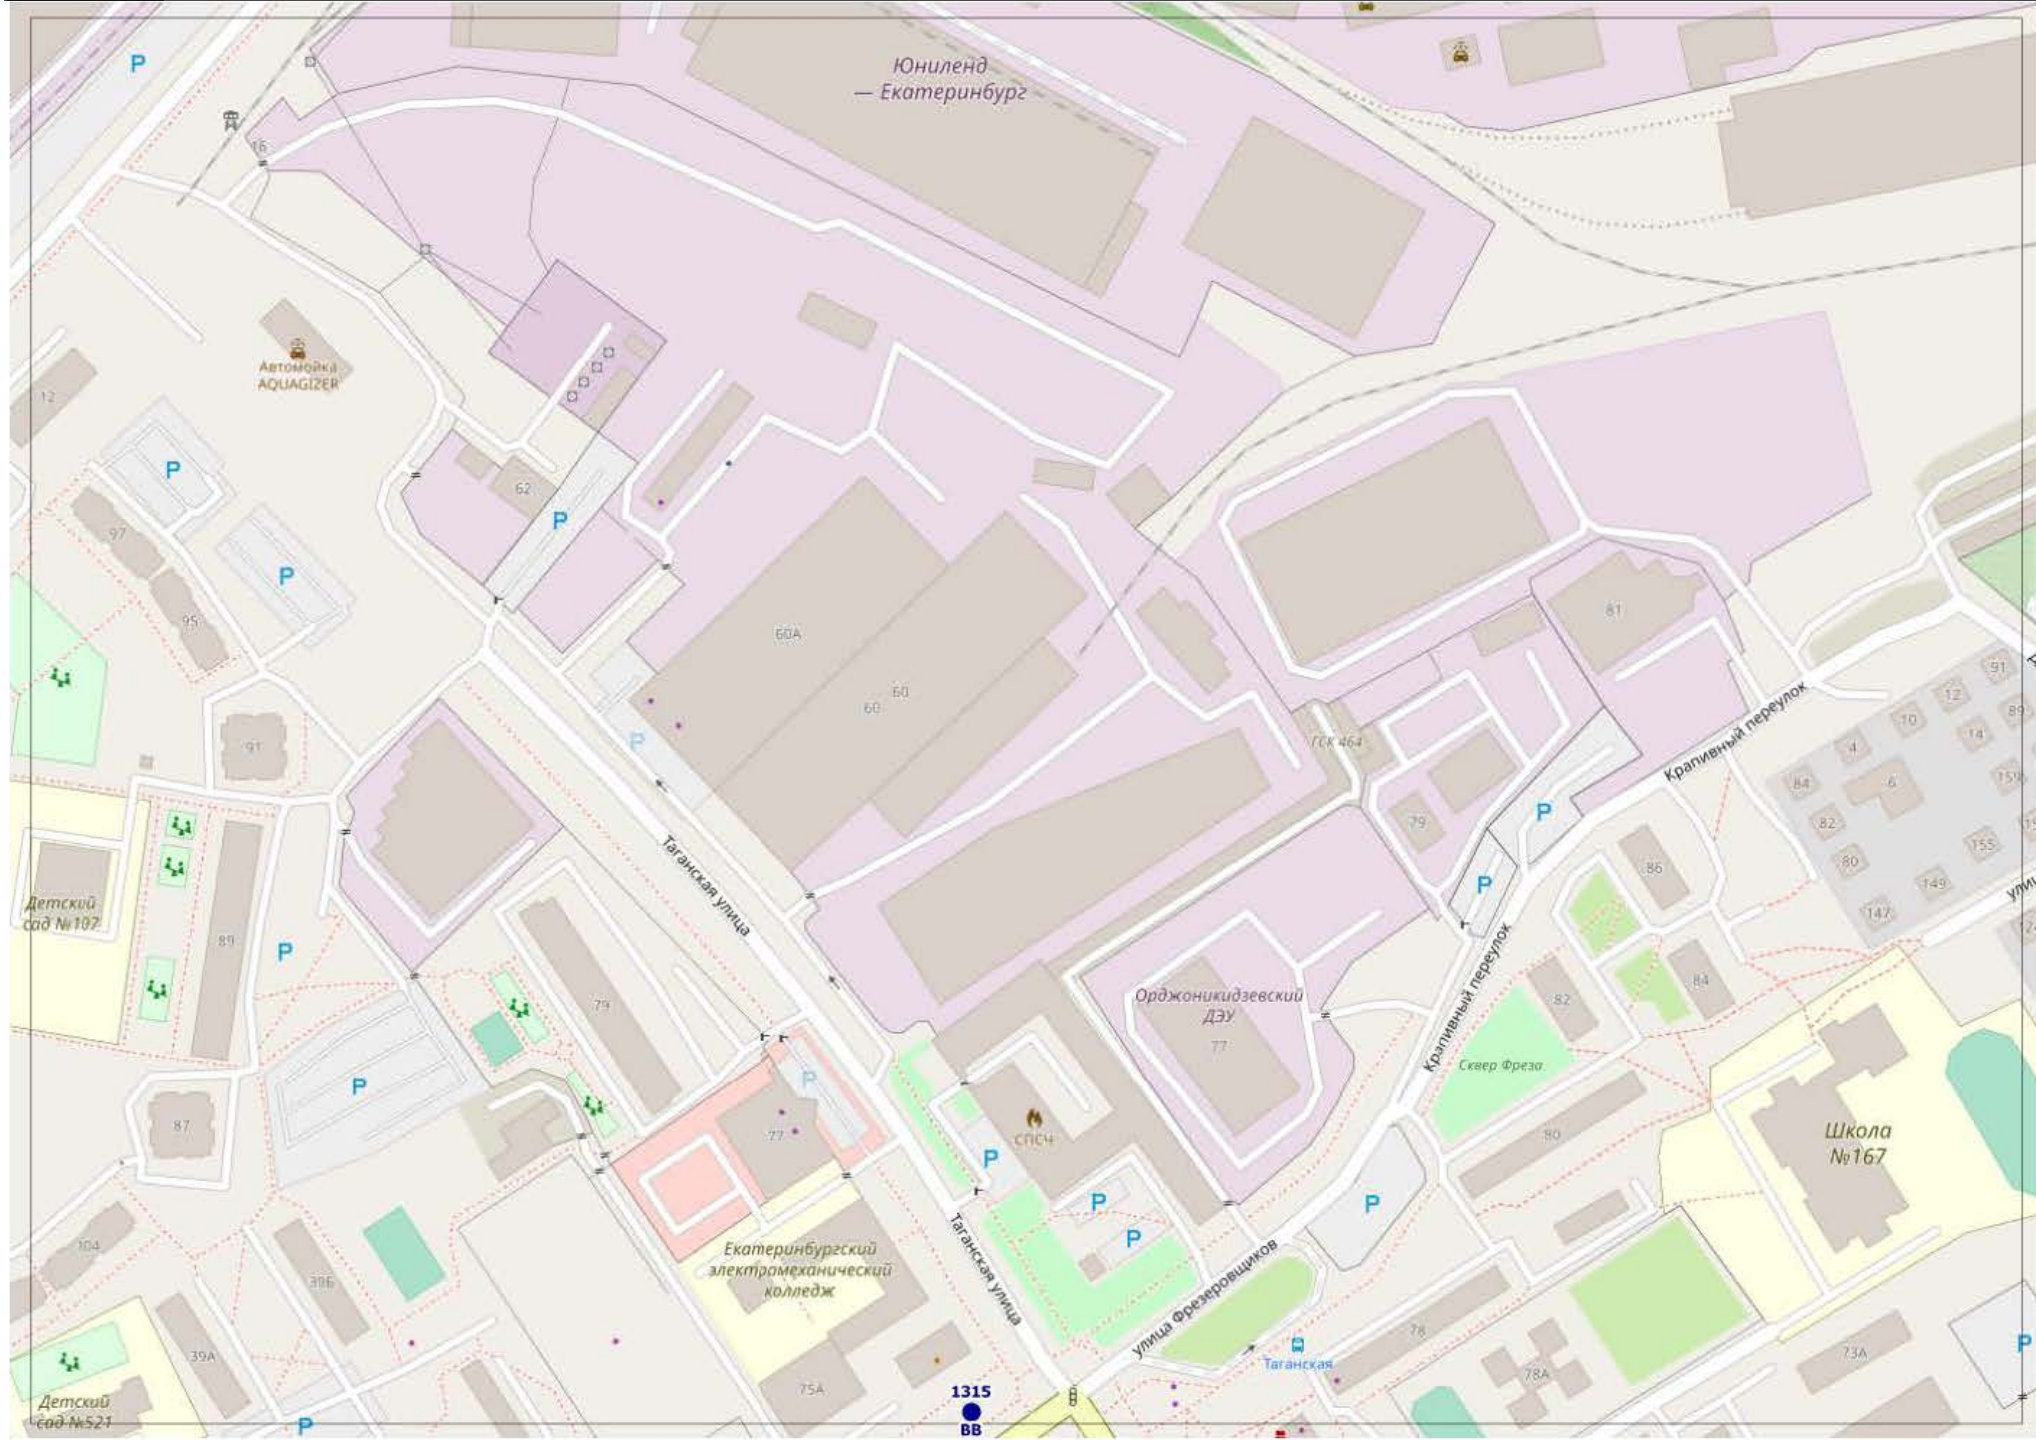 P
Юниленд
— Екатеринбург
16
Автомойка
AQUAGIZER
12
P
62
P
97
P
95
60А
60
60
81
91
P
ГСК 464
Крапивный переулок
91
12
89
10
14
4
84
6
159
P
79
82
155
80
149
147
86
P
Таганская улица
Детский
сад №107
89
P
79
Орджоникидзевский
ДЭУ
77
Крапивный переулок
82
84
Сквер Фреза
P
P
87
77
СПСЧ
P
80
Школа
№167
P
P
P
104
39Б
Екатеринбургский
электромеханический
колледж
Таганская улица
улица Фрезеровщиков
Таганская
78
78А
73А
P
39А
75А
Детский
сад №521
P
1315
ВВ